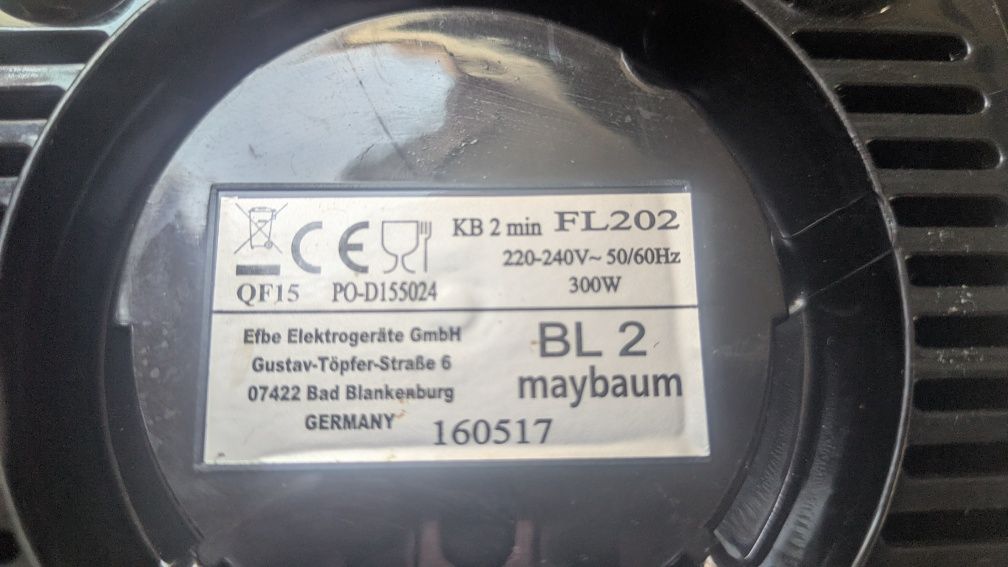 CE KB 2 min FL202
220-240V~ 50/60Hz
QF15 PO-D155024 300W
Efbe Elektrogeräte GmbH
Gustav-Töpfer-Straße 6
07422 Bad Blankenburg
GERMANY
BL 2
maybaum
160517